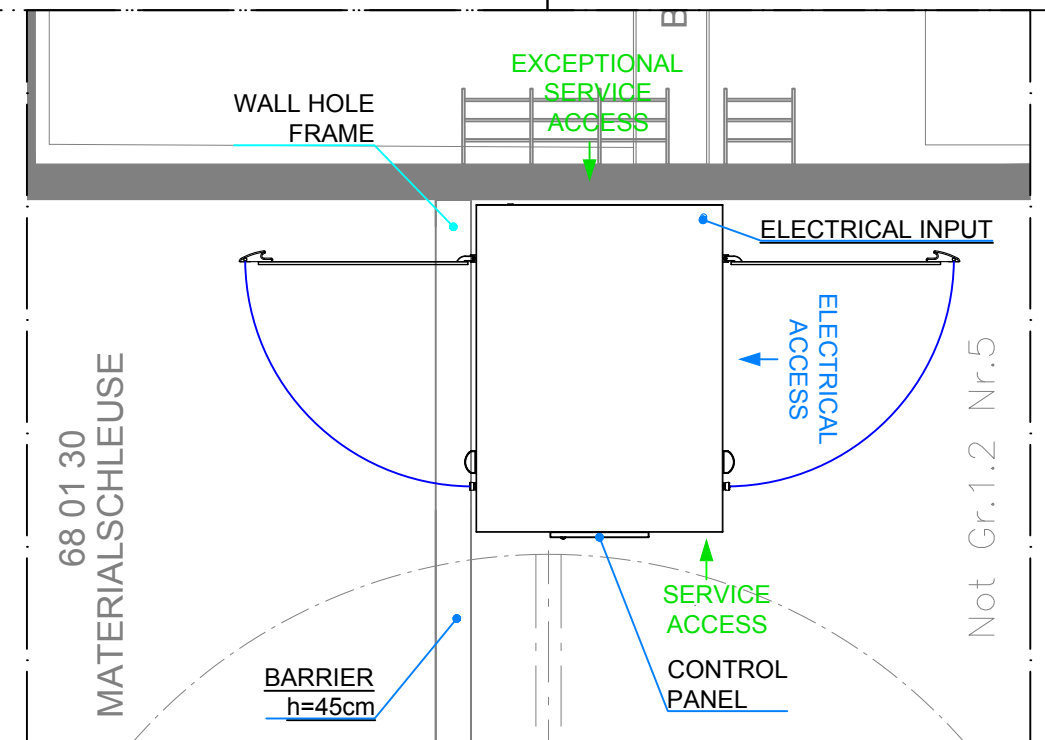 B
EXCEPTIONAL
SERVICE
ACCESS
WALL HOLE
FRAME
ELECTRICAL INPUT
ELECTRICAL
ACCESS
68 01 30
MATERIALSCHLEUSE
Not Gr.1.2 Nr.5
SERVICE
ACCESS
BARRIER
h=45cm
CONTROL
PANEL